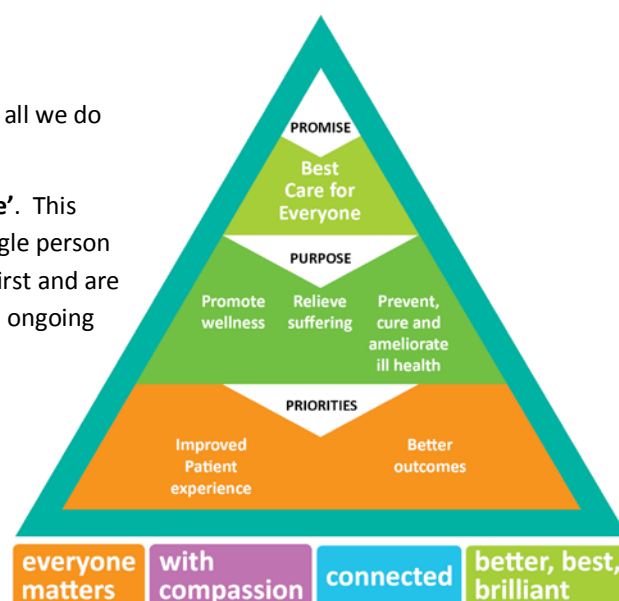 all we do
e’. This
gle person
irst and are
ongoing
PROMISE
Best
Care for
Everyone
PURPOSE
Promote
wellness
Relieve
suffering
Prevent,
cure and
ameliorate
ill health
PRIORITIES
Improved
Patient
experience
Better
outcomes
everyone
matters
with
compassion
connected
better, best,
brilliant